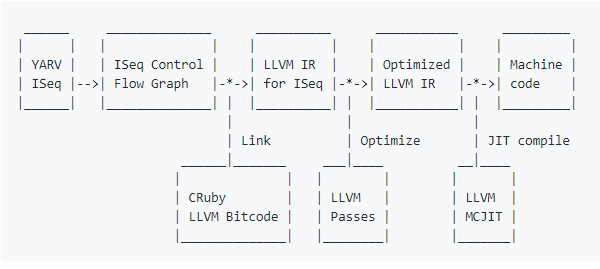 YARV ISeq Control LLVM IR Optimized Machine
ISeq Flow Graph for ISeq LLVM IR code
Link Optimize JIT compile
CRuby LLVM LLVM
LLVM Bitcode Passes MCJIT